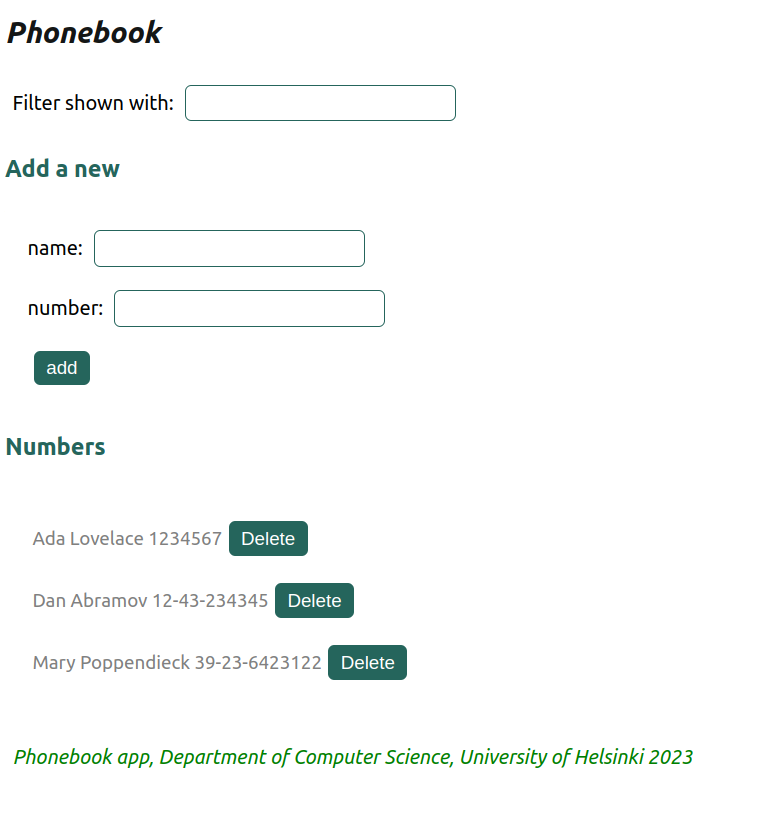 Phonebook
Filter shown with:
Add a new
name:
number:
add
Numbers
Ada Lovelace 1234567 Delete
Dan Abramov 12-43-234345 Delete
Mary Poppendieck 39-23-6423122 Delete
Phonebook app, Department of Computer Science, University of Helsinki 2023